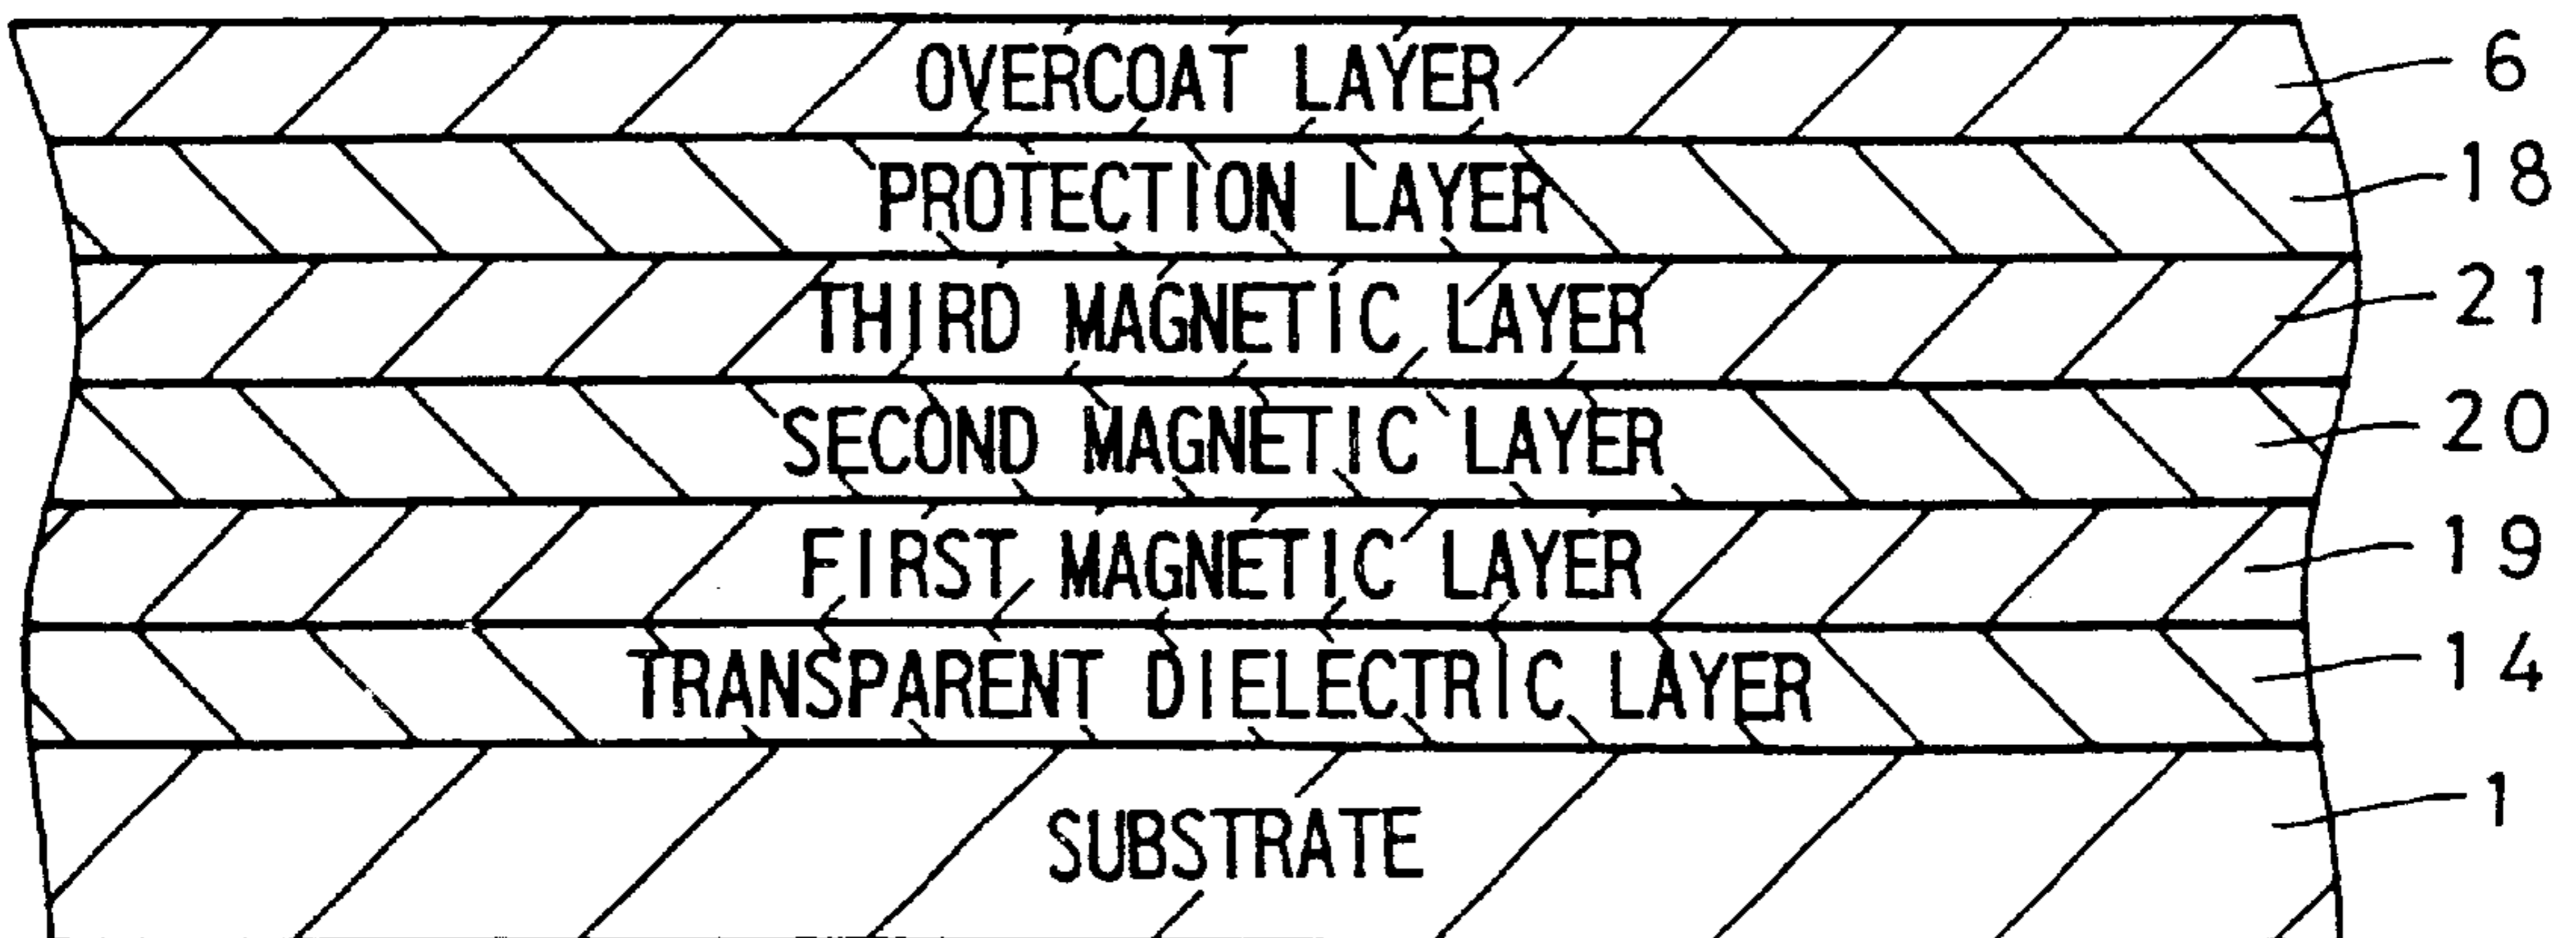 OVERCOAT LAYER 6
PROTECTION LAYER 18
THIRD MAGNETIC LAYER 21
SECOND MAGNETIC LAYER 20
FIRST MAGNETIC LAYER 19
TRANSPARENT DIELECTRIC LAYER 14
SUBSTRATE 1